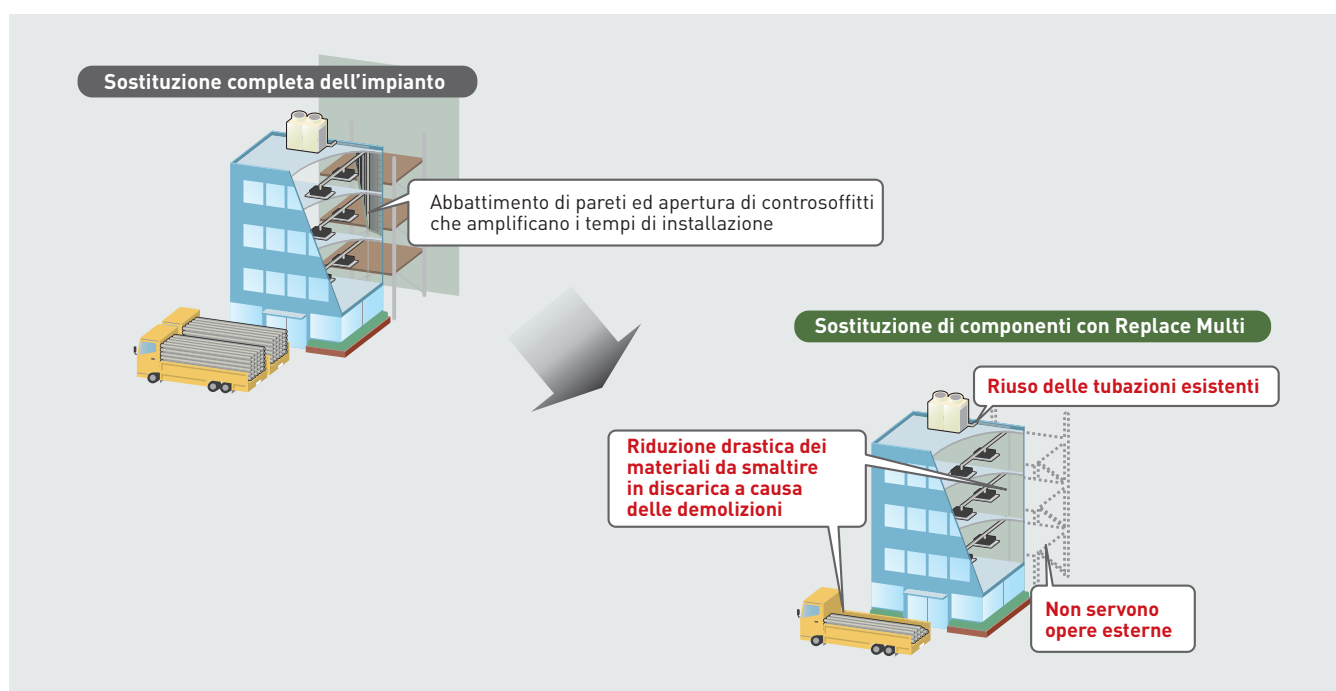 Sostituzione completa dell'impianto
Abbattimento di pareti ed apertura di controsoffitti
che amplificano i tempi di installazione
Sostituzione di componenti con Replace Multi
Riuso delle tubazioni esistenti
Riduzione drastica dei
materiali da smaltire
in discarica a causa
delle demolizioni
Non servono
opere esterne